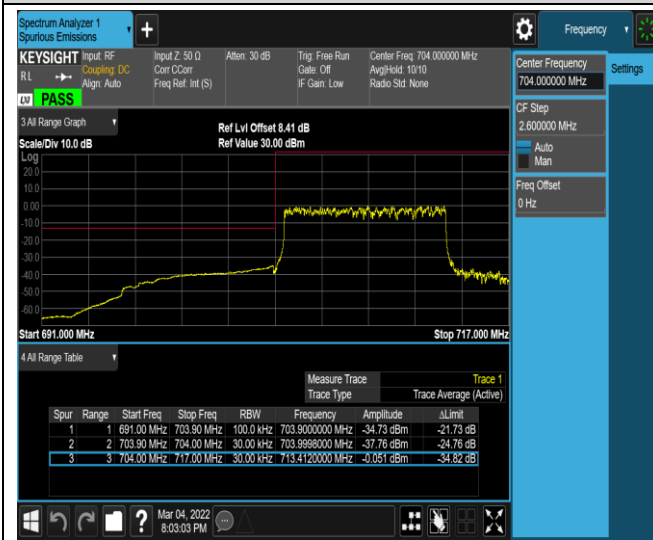 Spectrum Analyzer 1
Spurious Emissions
+
Frequency
KEYSIGHT Input: RF Input Z: 50 Ω Atten: 30 dB Trig: Free Run Center Freq: 704.000000 MHz
RL Coupling: DC Corr CCorr Gate: Off Avg|Hold: 10/10
Align: Auto Freq Ref: Int (S) IF Gain: Low Radio Std: None
LXI PASS
Center Frequency
704.000000 MHz
Settings
CF Step
2.600000 MHz
Auto
Man
Freq Offset
0 Hz
3 All Range Graph
Ref Lvl Offset 8.41 dB
Scale/Div 10.0 dB Ref Value 30.00 dBm
Log
20.0
10.0
0.00
-10.0
-20.0
-30.0
-40.0
-50.0
-60.0
Start 691.000 MHz Stop 717.000 MHz
4 All Range Table
Measure Trace Trace 1
Trace Type Trace Average (Active)
Spur Range Start Freq Stop Freq RBW Frequency Amplitude ΔLimit
1 1 691.00 MHz 703.90 MHz 100.0 kHz 703.9000000 MHz -34.73 dBm -21.73 dB
2 2 703.90 MHz 704.00 MHz 30.00 kHz 703.9998000 MHz -37.76 dBm -24.76 dB
3 3 704.00 MHz 717.00 MHz 30.00 kHz 713.4120000 MHz -0.051 dBm -34.82 dB
? Mar 04, 2022
8:03:03 PM